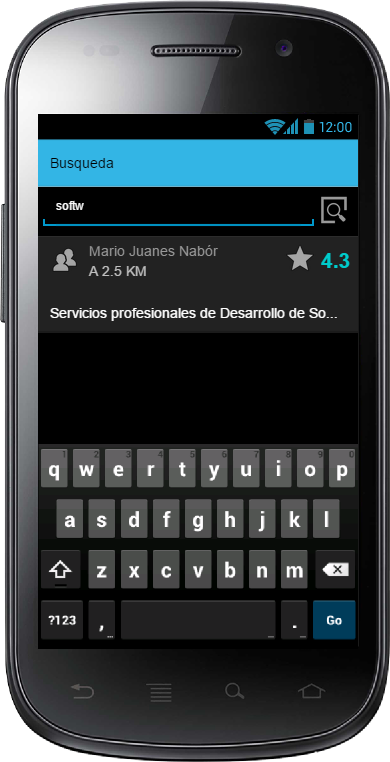 12:00
Busqueda
softw
Mario Juanes Nabór
4.3
A 2.5 KM
Servicios profesionales de Desarrollo de So...
1 2 3 4 5 6 7 8 9 0
q w e r t y u i o p
a s d f g h j k l
z x c v b n m
?123 , ... ... . ... Go